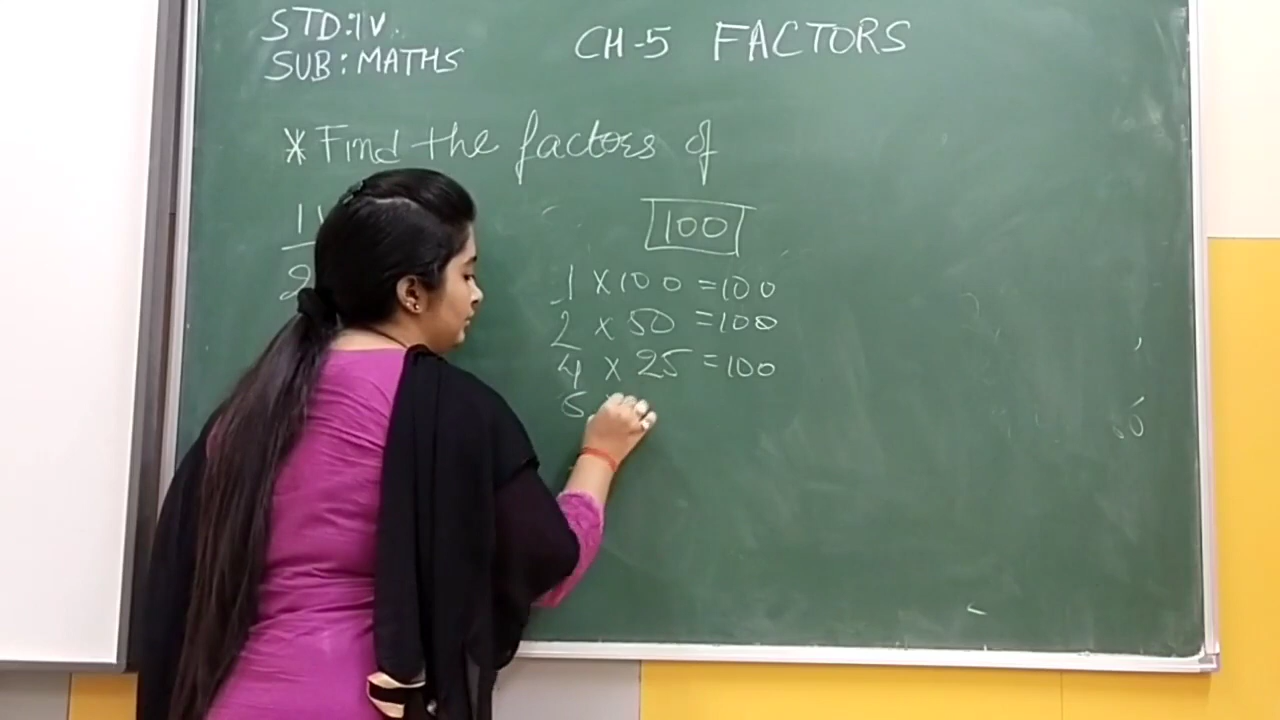 STD:IV.
SUB: MATHS
CH-5 FACTORS
* Find the factors of
100
1 × 100 = 100
2 × 50 = 100
4 × 25 = 100
5